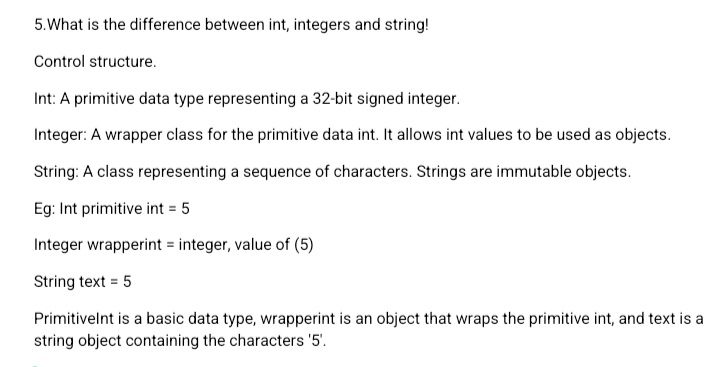 5.What is the difference between int, integers and string!
Control structure.
Int: A primitive data type representing a 32-bit signed integer.
Integer: A wrapper class for the primitive data int. It allows int values to be used as objects.
String: A class representing a sequence of characters. Strings are immutable objects.
Eg: Int primitive int = 5
Integer wrapperint = integer, value of (5)
String text = 5
PrimitiveInt is a basic data type, wrapperint is an object that wraps the primitive int, and text is a
string object containing the characters '5'.